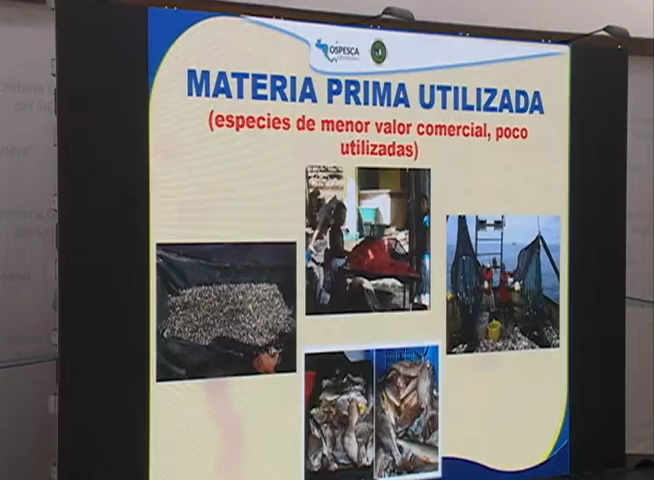 OSPESCA
MATERIA PRIMA UTILIZADA
(especies de menor valor comercial, poco
utilizadas)